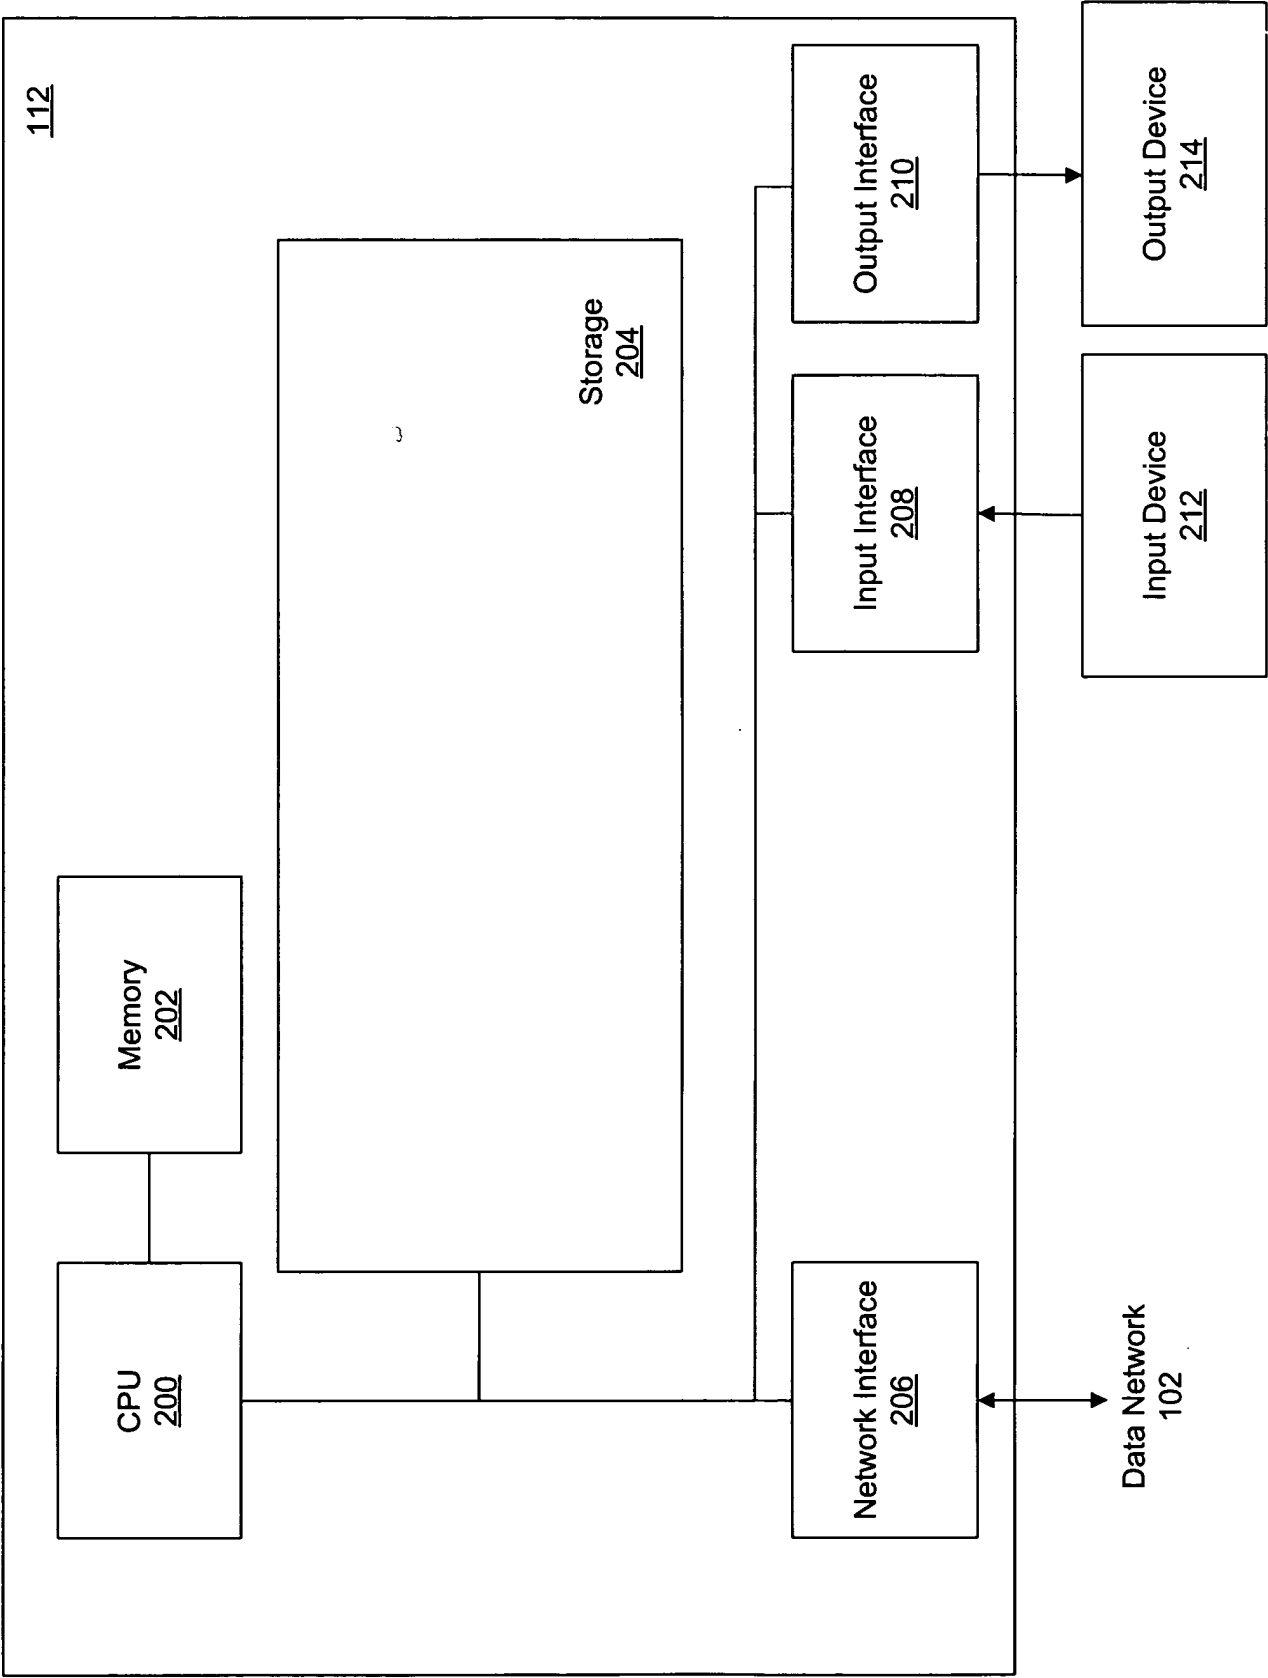 112
CPU
200
Memory
202
Storage
204
Network Interface
206
Input Interface
208
Output Interface
210
Data Network
102
Input Device
212
Output Device
214